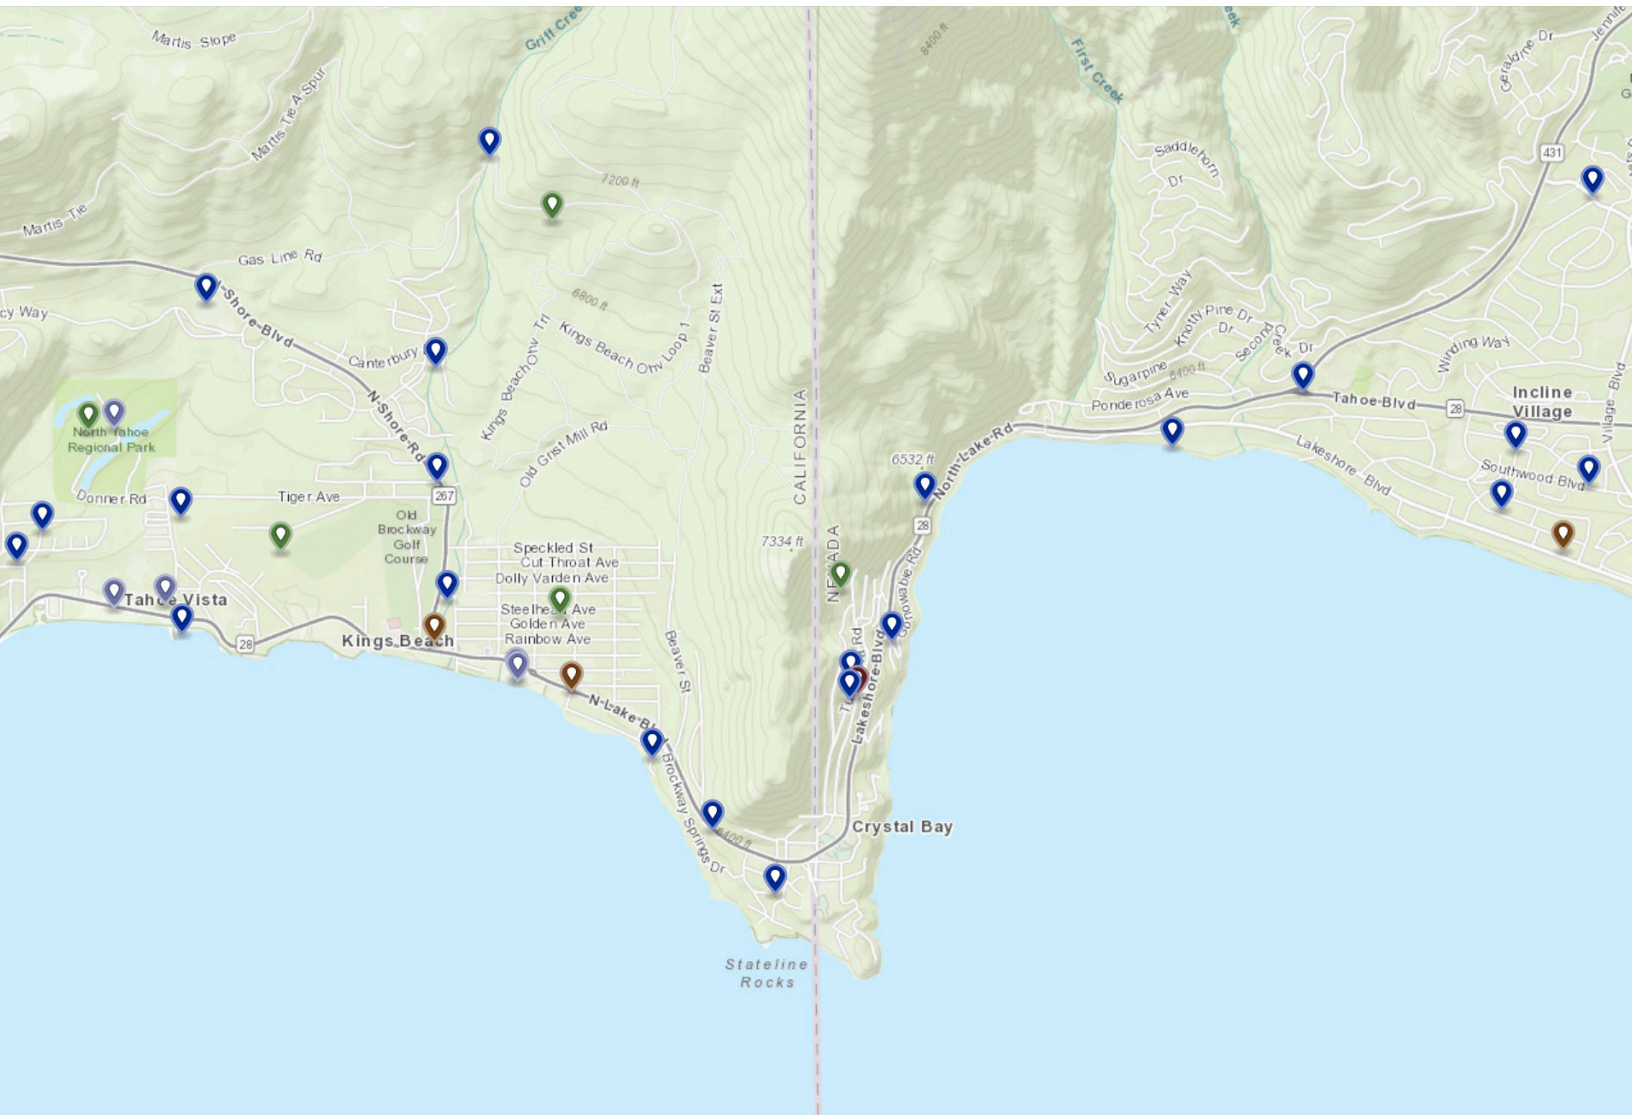 Martis Slope
Griff Cree
8400 ft
First Creek
eek
Geraldine Dr
Jennife
Martis Tie A Spur
431
Saddlehorn
Dr
7200 ft
Martis Tie
Gas Line Rd
6800 ft
cy Way
N-Shore-Blvd
Canterbury
Kings Beach Ohv Trl
Kings Beach Ohv Loop 1
Beaver St Ext
Tyner Way
Knotty Pine Dr
Dr
Second
Creek Dr
Winding Way
Sugarpine
6400 ft
Ponderosa Ave
Tahoe Blvd
28
Incline
Village
Village Blvd
N-Shore-Rd
CALIFORNIA
North Tahoe
Regional Park
Old Grist Mill Rd
North-Lake-Rd
Lakeshore Blvd
6532 ft
Southwood Blvd
Donner Rd
Tiger Ave
267
Old
Brockway
Golf
Course
28
7334 ft
NEVADA
Speckled St
Cut Throat Ave
Dolly Varden Ave
Gonowabie Rd
Tahoe Vista
Steelhead Ave
Golden Ave
Rainbow Ave
28
Kings Beach
Beaver St
Lakeshore-Blvd
N-Lake-Blvd
Brockway Springs Dr
6400 ft
Crystal Bay
Stateline
Rocks